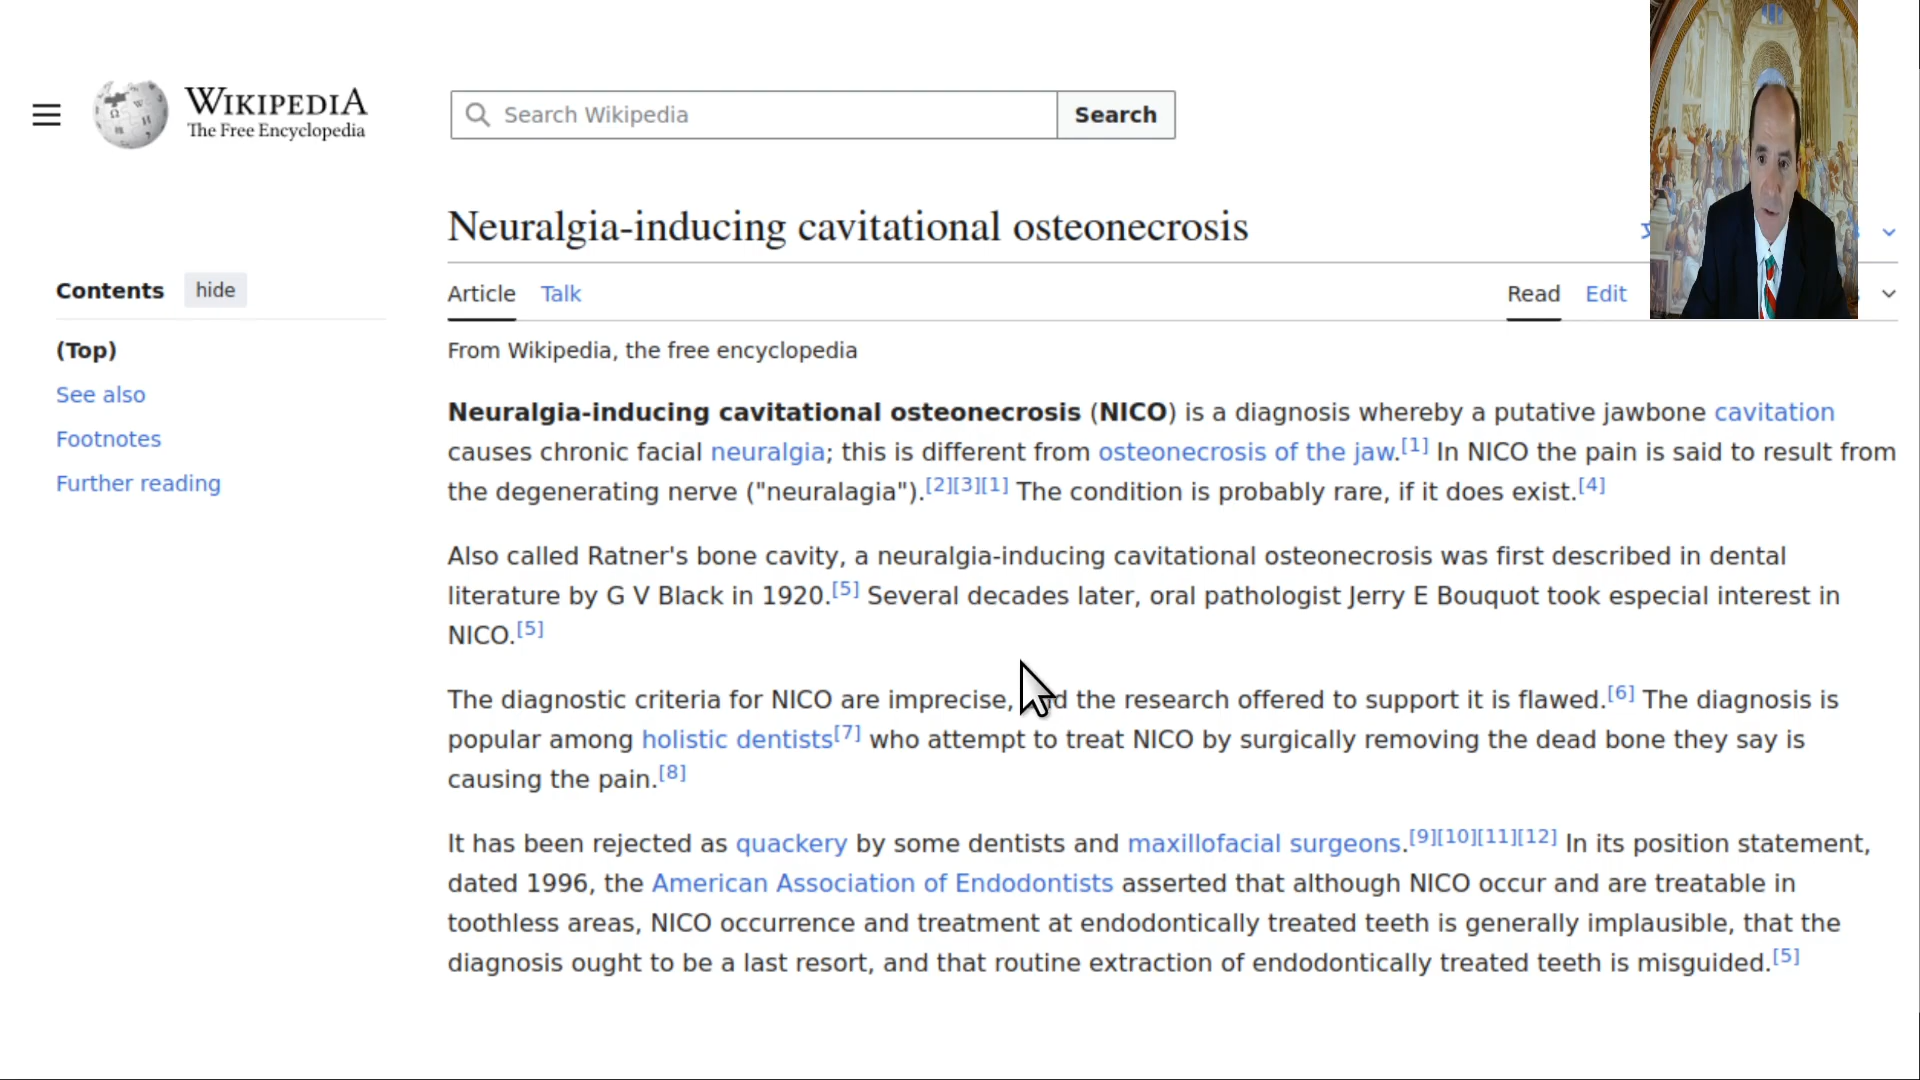 WIKIPEDIA
The Free Encyclopedia
Search Wikipedia
Search
Neuralgia-inducing cavitational osteonecrosis
Contents hide
Article Talk
Read Edit
(Top)
See also
Footnotes
Further reading
From Wikipedia, the free encyclopedia
Neuralgia-inducing cavitational osteonecrosis (NICO) is a diagnosis whereby a putative jawbone cavitation
causes chronic facial neuralgia; this is different from osteonecrosis of the jaw.[1] In NICO the pain is said to result from
the degenerating nerve ("neuralagia").[2][3][1] The condition is probably rare, if it does exist.[4]
Also called Ratner's bone cavity, a neuralgia-inducing cavitational osteonecrosis was first described in dental
literature by G V Black in 1920.[5] Several decades later, oral pathologist Jerry E Bouquot took especial interest in
NICO.[5]
The diagnostic criteria for NICO are imprecise, the research offered to support it is flawed.[6] The diagnosis is
popular among holistic dentists[7] who attempt to treat NICO by surgically removing the dead bone they say is
causing the pain.[8]
It has been rejected as quackery by some dentists and maxillofacial surgeons.[9][10][11][12] In its position statement,
dated 1996, the American Association of Endodontists asserted that although NICO occur and are treatable in
toothless areas, NICO occurrence and treatment at endodontically treated teeth is generally implausible, that the
diagnosis ought to be a last resort, and that routine extraction of endodontically treated teeth is misguided.[5]